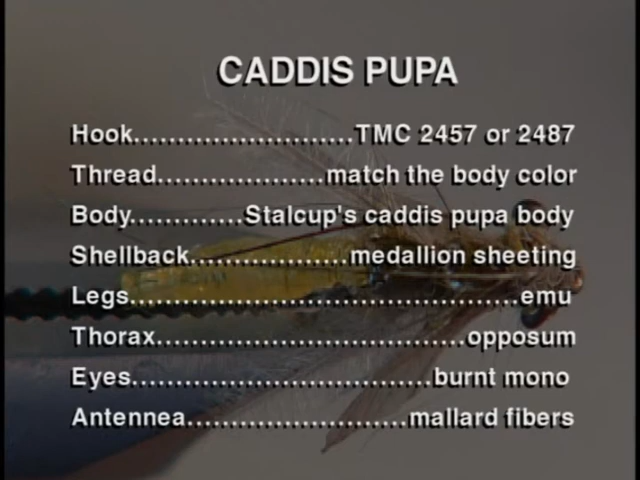 CADDIS PUPA
Hook.........................TMC 2457 or 2487
Thread...................match the body color
Body.............Stalcup's caddis pupa body
Shellback..................medallion sheeting
Legs............................................emu
Thorax...................................opposum
Eyes..................................burnt mono
Antennea.........................mallard fibers